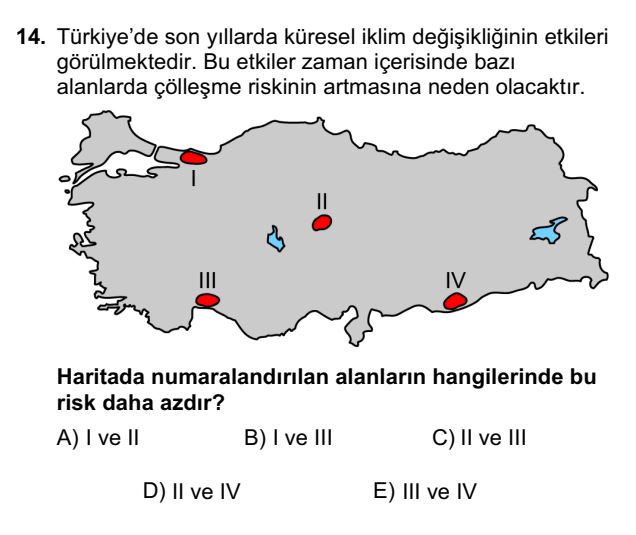 14. Türkiye’de son yıllarda küresel iklim değişikliğinin etkileri
görülmektedir. Bu etkiler zaman içerisinde bazı
alanlarda çölleşme riskinin artmasına neden olacaktır.
I
II
III
IV
Haritada numaralandırılan alanların hangilerinde bu
risk daha azdır?
A) I ve II B) I ve III C) II ve III
D) II ve IV E) III ve IV